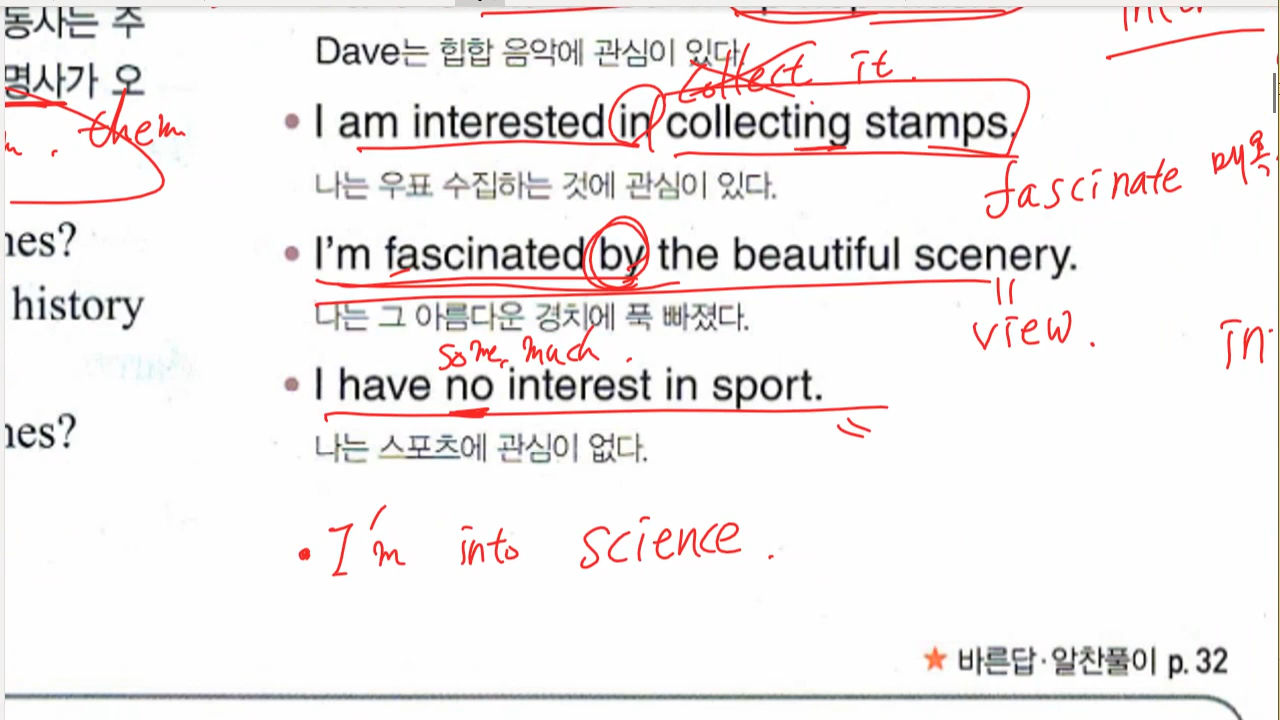 동사는 주
Dave는 힙합 음악에 관심이 있다.
명사가 오
collect it.
them
• I am interested in collecting stamps.
나는 우표 수집하는 것에 관심이 있다.
fascinate 매혹
nes?
• I'm fascinated by the beautiful scenery.
history
나는 그 아름다운 경치에 푹 빠졌다.
view.
some, much.
in
• I have no interest in sport.
nes?
나는 스포츠에 관심이 없다.
• I'm into science.
★ 바른답·알찬풀이 p. 32